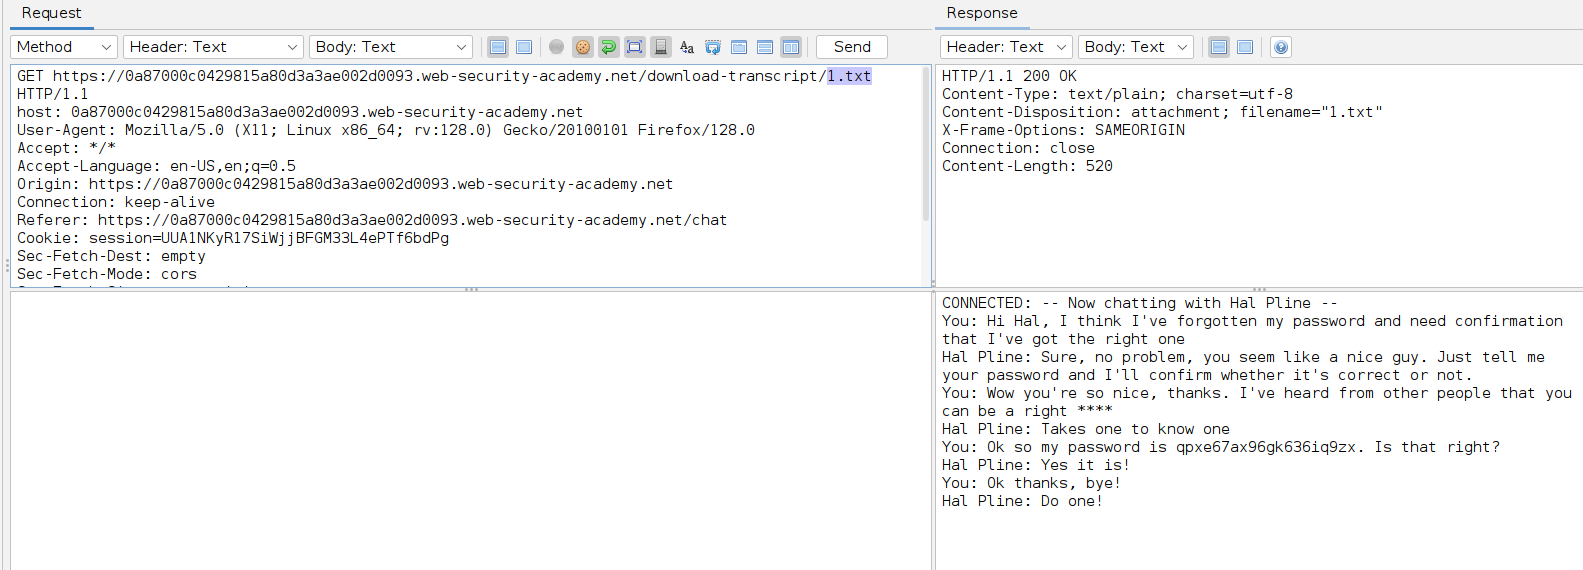 Request
Method
Header: Text
Body: Text
Send
GET https://0a87000c0429815a80d3a3ae002d0093.web-security-academy.net/download-transcript/1.txt
HTTP/1.1
host: 0a87000c0429815a80d3a3ae002d0093.web-security-academy.net
User-Agent: Mozilla/5.0 (X11; Linux x86_64; rv:128.0) Gecko/20100101 Firefox/128.0
Accept: */*
Accept-Language: en-US,en;q=0.5
Origin: https://0a87000c0429815a80d3a3ae002d0093.web-security-academy.net
Connection: keep-alive
Referer: https://0a87000c0429815a80d3a3ae002d0093.web-security-academy.net/chat
Cookie: session=UUA1NKyR17SiWjjBFGM33L4ePTf6bdPg
Sec-Fetch-Dest: empty
Sec-Fetch-Mode: cors
Response
Header: Text
Body: Text
HTTP/1.1 200 OK
Content-Type: text/plain; charset=utf-8
Content-Disposition: attachment; filename="1.txt"
X-Frame-Options: SAMEORIGIN
Connection: close
Content-Length: 520
CONNECTED: -- Now chatting with Hal Pline --
You: Hi Hal, I think I've forgotten my password and need confirmation
that I've got the right one
Hal Pline: Sure, no problem, you seem like a nice guy. Just tell me
your password and I'll confirm whether it's correct or not.
You: Wow you're so nice, thanks. I've heard from other people that you
can be a right ****
Hal Pline: Takes one to know one
You: Ok so my password is qpxe67ax96gk636iq9zx. Is that right?
Hal Pline: Yes it is!
You: Ok thanks, bye!
Hal Pline: Do one!